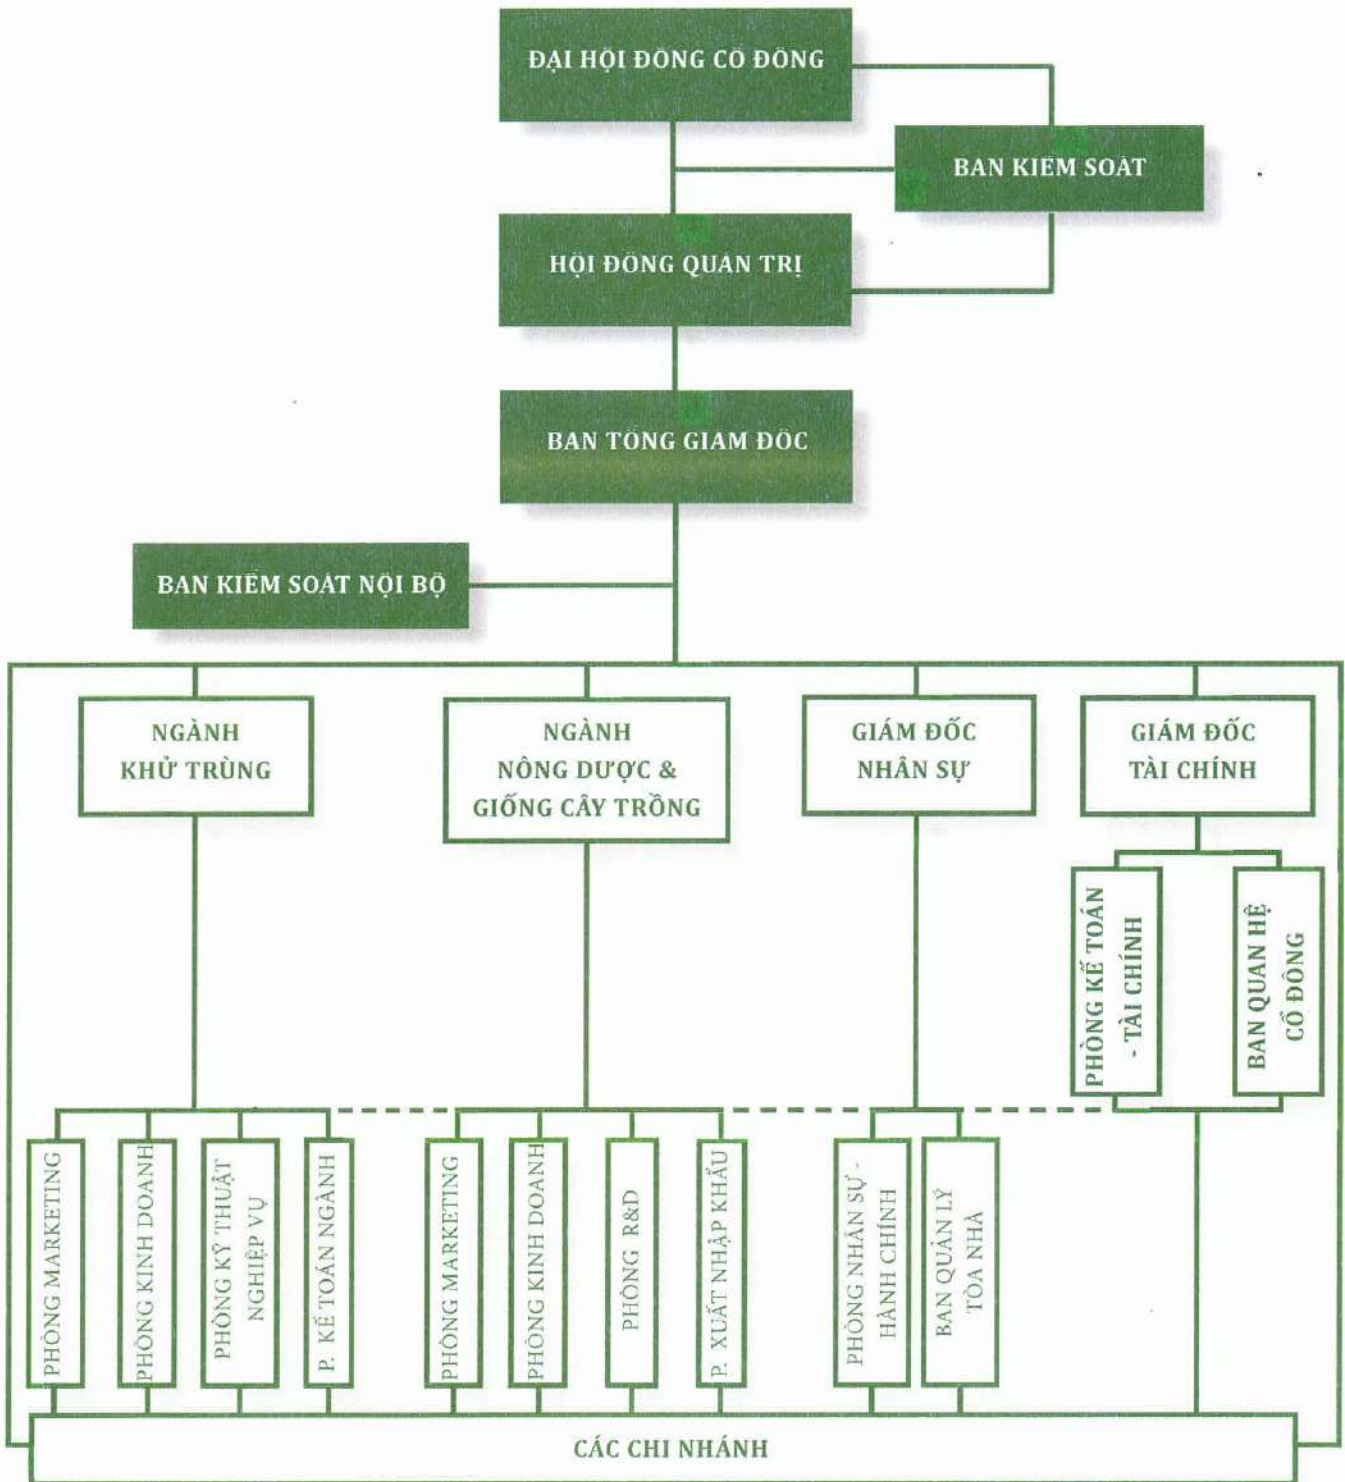 ĐẠI HỘI ĐỒNG CỔ ĐÔNG
BAN KIỂM SOÁT
HỘI ĐỒNG QUẢN TRỊ
BAN TỔNG GIÁM ĐỐC
BAN KIỂM SOÁT NỘI BỘ
NGÀNH
KHỬ TRÙNG
NGÀNH
NÔNG DƯỢC &
GIỐNG CÂY TRỒNG
GIÁM ĐỐC
NHÂN SỰ
GIÁM ĐỐC
TÀI CHÍNH
PHÒNG KẾ TOÁN
- TÀI CHÍNH
BAN QUAN HỆ
CỔ ĐÔNG
PHÒNG MARKETING
PHÒNG KINH DOANH
PHÒNG KỸ THUẬT
NGHIỆP VỤ
P. KẾ TOÁN NGÀNH
PHÒNG MARKETING
PHÒNG KINH DOANH
PHÒNG R&D
P. XUẤT NHẬP KHẨU
PHÒNG NHÂN SỰ -
HÀNH CHÍNH
BAN QUẢN LÝ
TÒA NHÀ
CÁC CHI NHÁNH